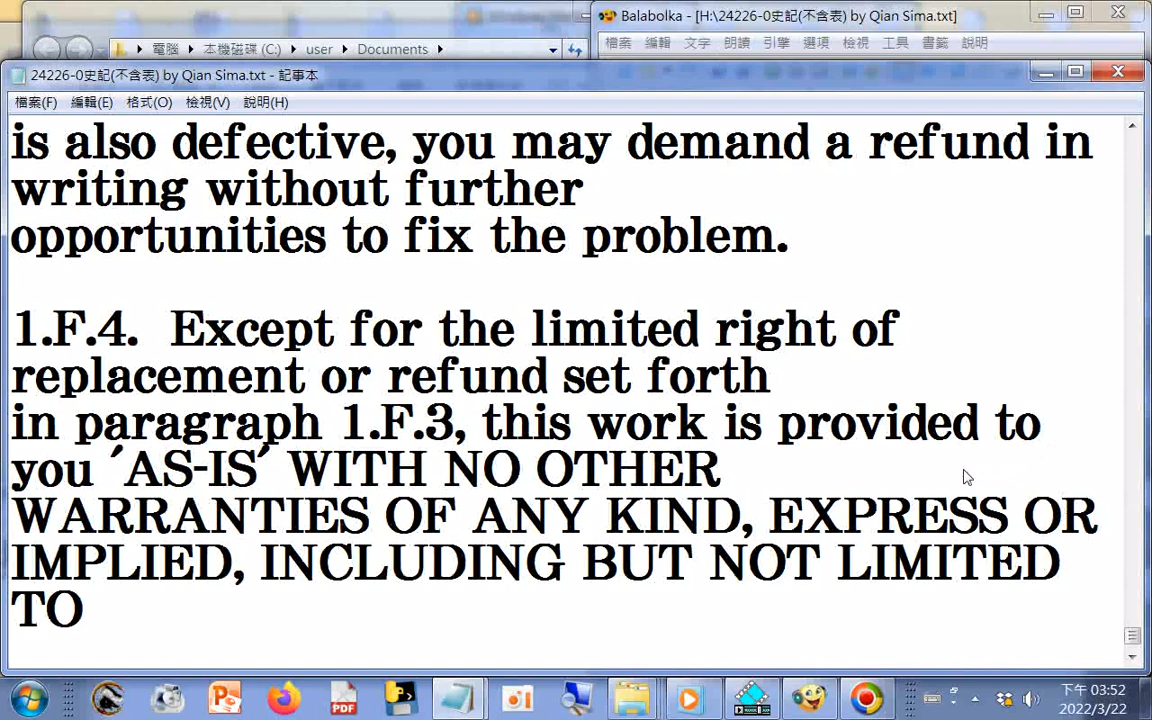 Balabolka - [H:\24226-0史記(不含表) by Qian Sima.txt]
電腦 本機磁碟 (C:) user Documents
檔案 編輯 文字 朗讀 引擎 選項 檢視 工具 書籤 說明
24226-0史記(不含表) by Qian Sima.txt - 記事本
檔案(F) 編輯(E) 格式(O) 檢視(V) 說明(H)
is also defective, you may demand a refund in
writing without further
opportunities to fix the problem.
1.F.4.  Except for the limited right of
replacement or refund set forth
in paragraph 1.F.3, this work is provided to
you 'AS-IS' WITH NO OTHER
WARRANTIES OF ANY KIND, EXPRESS OR
IMPLIED, INCLUDING BUT NOT LIMITED
TO
PDF
下午 03:52
2022/3/22